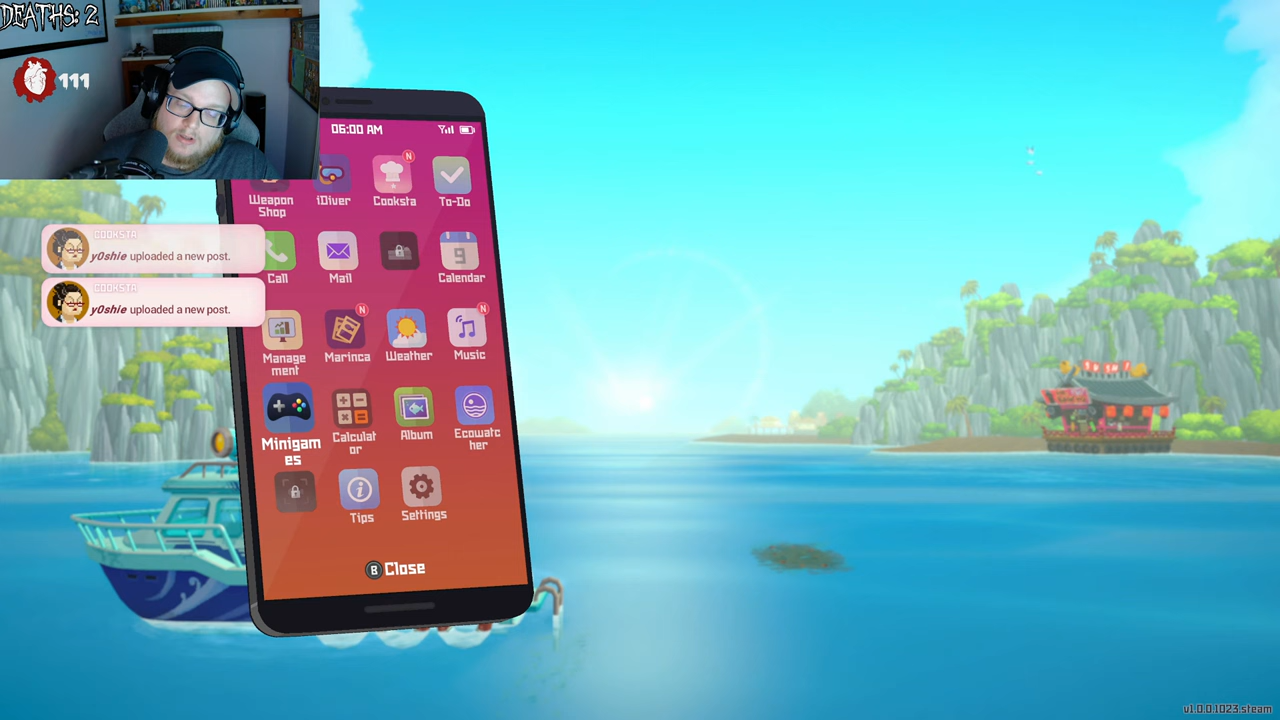 DEATHS: 2
111
06:00 AM
Weapon
Shop
iDiver
Cooksta
N
To-Do
COOKSTA
y0shie uploaded a new post.
COOKSTA
y0shie uploaded a new post.
Call
Mail
9
Calendar
Manage
ment
N
Marinca
Weather
N
Music
Minigam
es
Calculat
or
Album
Ecowatc
her
Tips
Settings
B Close
v1.0.0.1023.steam